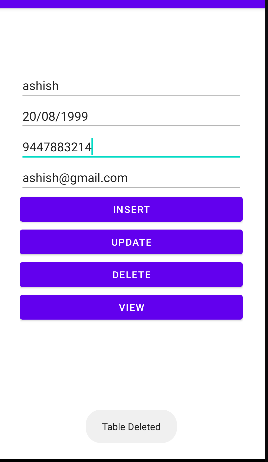 ashish
20/08/1999
9447883214
ashish@gmail.com
INSERT
UPDATE
DELETE
VIEW
Table Deleted